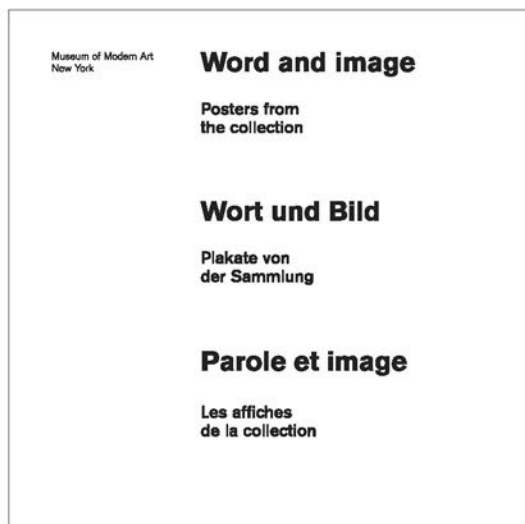 Museum of Modern Art
New York
Word and image
Posters from
the collection
Wort und Bild
Plakate von
der Sammlung
Parole et image
Les affiches
de la collection